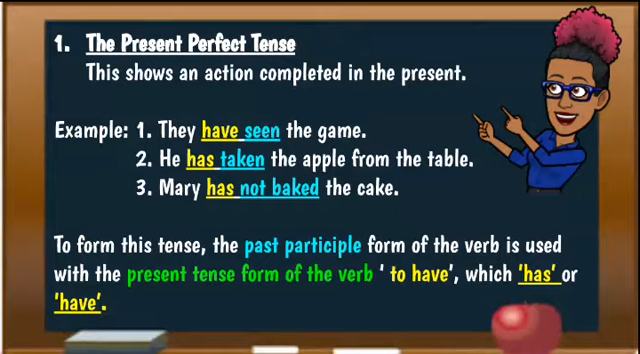 1. The Present Perfect Tense
This shows an action completed in the present.
Example: 1. They have seen the game.
2. He has taken the apple from the table.
3. Mary has not baked the cake.
To form this tense, the past participle form of the verb is used
with the present tense form of the verb ‘ to have’, which ‘has’ or
‘have’.